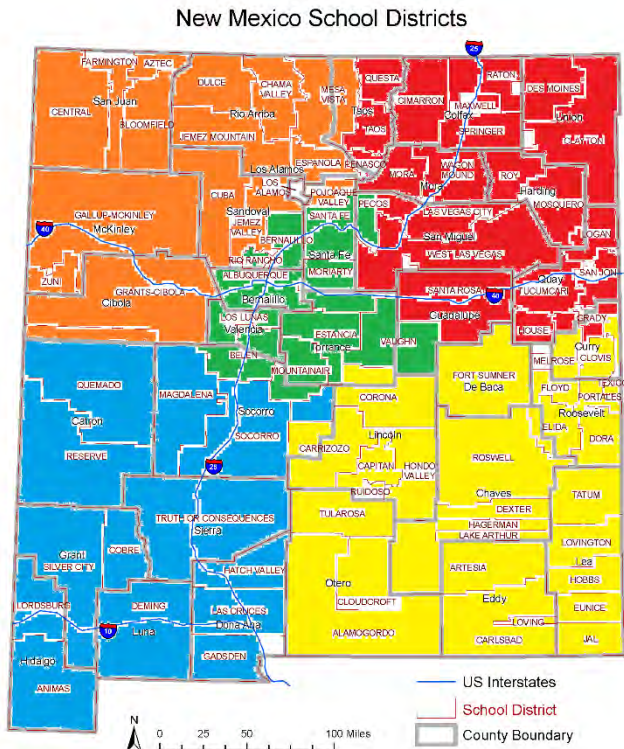 New Mexico School Districts
25
FARMINGTON
AZTEC
DULCE
CHAMA
VALLEY
MESA
VISTA
QUESTA
RATON
DES MOINES
CENTRAL
San Juan
BLOOMFIELD
Rio Arriba
Taos
TAOS
CIMARRON
MAXWELL
Colfax
SPRINGER
Union
CLAYTON
JEMEZ MOUNTAIN
Los Alamos
ESPANOLA
PENASCO
MORA
WAGON
MOUND
Mora
ROY
Harding
MOSQUERO
CUBA
LOS
ALAMOS
POJOAQUE
VALLEY
Sandoval
JEMEZ
VALLEY
SANTA FE
PECOS
LAS VEGAS CITY
40
GALLUP-MCKINLEY
McKinley
BERNALILLO
RIO RANCHO
Santa Fe
San Miguel
WEST LAS VEGAS
LOGAN
ZUNI
GRANTS-CIBOLA
Cibola
ALBUQUERQUE
Bernalillo
MORIARTY
SANTA ROSA
40
Guadalupe
Quay
TUCUMCARI
SAN JON
LOS LUNAS
Valencia
BELEN
ESTANCIA
Torrance
MOUNTAINAIR
VAUGHN
HOUSE
GRADY
Curry
CLOVIS
MELROSE
QUEMADO
Catron
RESERVE
MAGDALENA
Socorro
SOCORRO
25
CORONA
Lincoln
CARRIZOZO
CAPITAN
HONDO
VALLEY
RUIDOSO
FORT SUMNER
De Baca
FLOYD
TEXICO
PORTALES
Roosevelt
ELIDA
DORA
ROSWELL
Chaves
DEXTER
HAGERMAN
LAKE ARTHUR
TATUM
TRUTH OR CONSEQUENCES
Sierra
TULAROSA
Grant
SILVER CITY
COBRE
HATCH VALLEY
Otero
CLOUDCROFT
ALAMOGORDO
ARTESIA
Eddy
LOVING
CARLSBAD
LOVINGTON
Lea
HOBBS
EUNICE
JAL
LORDSBURG
DEMING
10
Luna
LAS CRUCES
Dona Ana
GADSDEN
Hidalgo
ANIMAS
N
0 25 50 100 Miles
US Interstates
School District
County Boundary